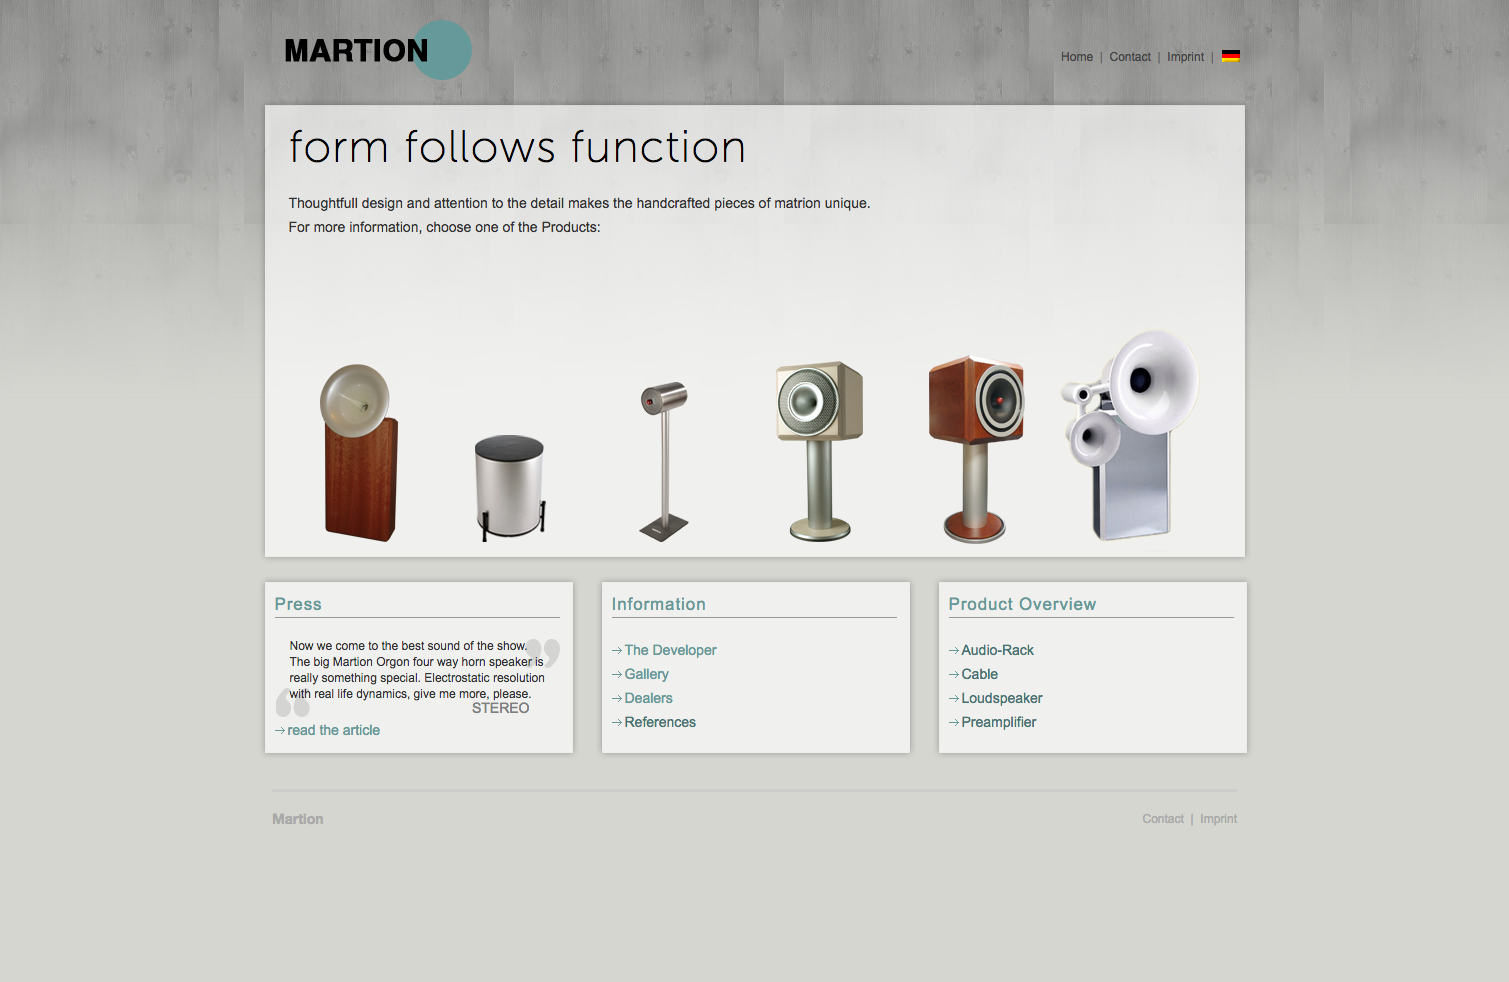 MARTION
Home | Contact | Imprint |
form follows function
Thoughtfull design and attention to the detail makes the handcrafted pieces of matrion unique.
For more information, choose one of the Products:
Press
Now we come to the best sound of the show.
The big Martion Orgon four way horn speaker is
really something special. Electrostatic resolution
with real life dynamics, give me more, please.
STEREO
read the article
Information
The Developer
Gallery
Dealers
References
Product Overview
Audio-Rack
Cable
Loudspeaker
Preamplifier
Martion
Contact | Imprint